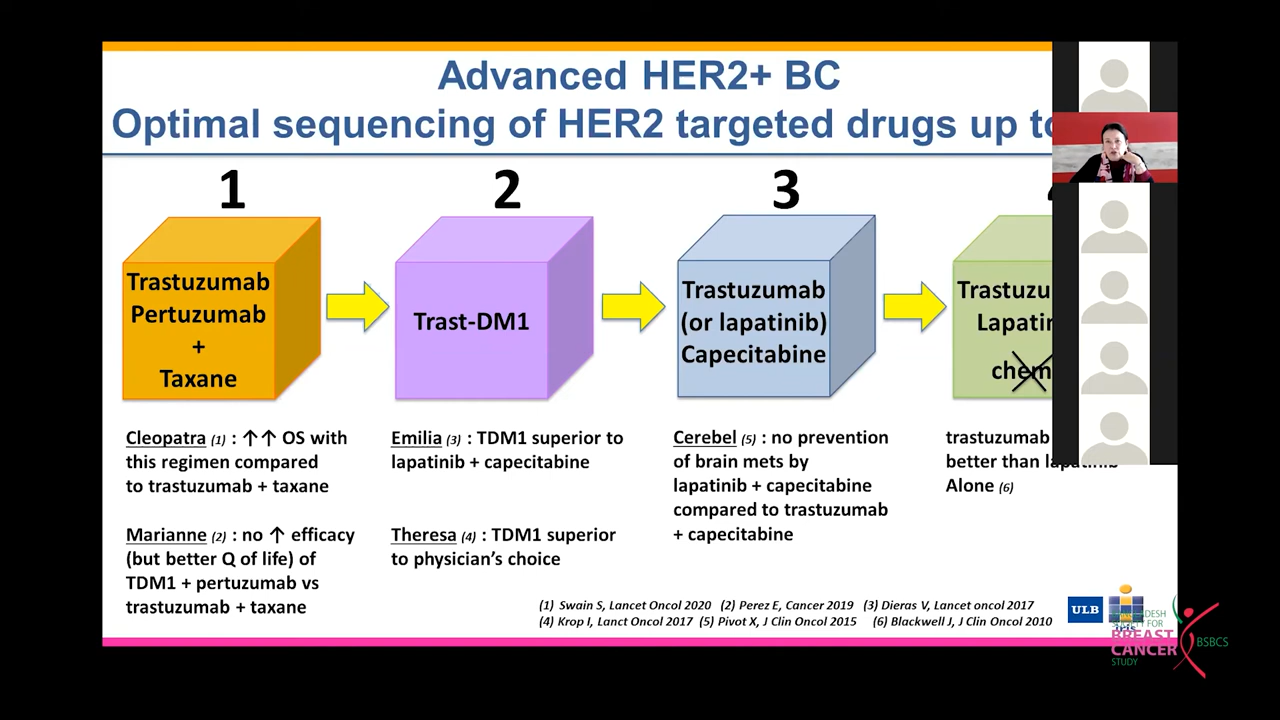 Advanced HER2+ BC
Optimal sequencing of HER2 targeted drugs up to
1
2
3
Trastuzumab
Pertuzumab
+
Taxane
Trast-DM1
Trastuzumab
(or lapatinib)
Capecitabine
Cleopatra (1) : ↑↑ OS with
this regimen compared
to trastuzumab + taxane
Marianne (2) : no ↑ efficacy
(but better Q of life) of
TDM1 + pertuzumab vs
trastuzumab + taxane
Emilia (3) : TDM1 superior to
lapatinib + capecitabine
Theresa (4) : TDM1 superior
to physician’s choice
Cerebel (5) : no prevention
of brain mets by
lapatinib + capecitabine
compared to trastuzumab
+ capecitabine
trastuzumab
better than lapatinib
Alone (6)
(1) Swain S, Lancet Oncol 2020 (2) Perez E, Cancer 2019 (3) Dieras V, Lancet oncol 2017
(4) Krop I, Lanct Oncol 2017 (5) Pivot X, J Clin Oncol 2015 (6) Blackwell J, J Clin Oncol 2010
ULB
BREAST
CANCER
STUDY
BSBCS